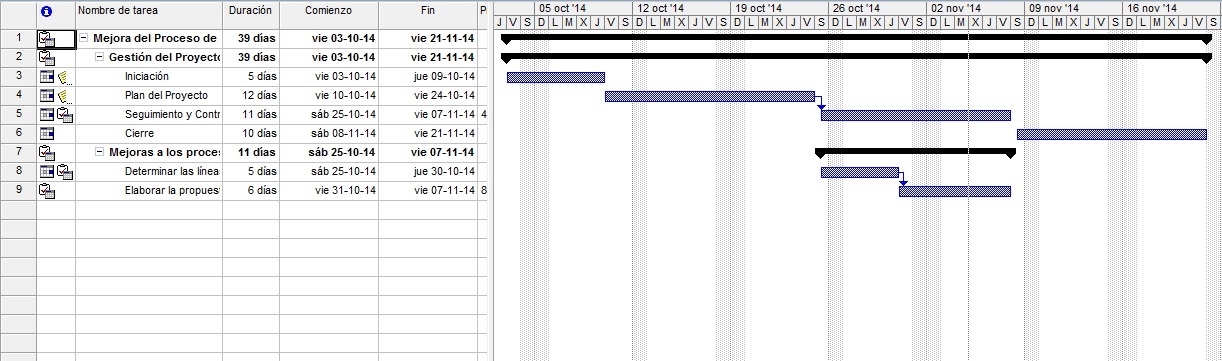 Nombre de tarea Duración Comienzo Fin P 05 oct '14 12 oct '14 19 oct '14 26 oct '14 02 nov '14 09 nov '14 16 nov '14
J V S D L M X J V S D L M X J V S D L M X J V S D L M X J V S D L M X J V S D L M X J V S D L M X J V S
1 Mejora del Proceso de 39 días vie 03-10-14 vie 21-11-14
2 Gestión del Proyecto 39 días vie 03-10-14 vie 21-11-14
3 Iniciación 5 días vie 03-10-14 jue 09-10-14
4 Plan del Proyecto 12 días vie 10-10-14 vie 24-10-14
5 Seguimiento y Contr 11 días sáb 25-10-14 vie 07-11-14 4
6 Cierre 10 días sáb 08-11-14 vie 21-11-14
7 Mejoras a los proces 11 días sáb 25-10-14 vie 07-11-14
8 Determinar las líneas 5 días sáb 25-10-14 jue 30-10-14
9 Elaborar la propuest 6 días vie 31-10-14 vie 07-11-14 8